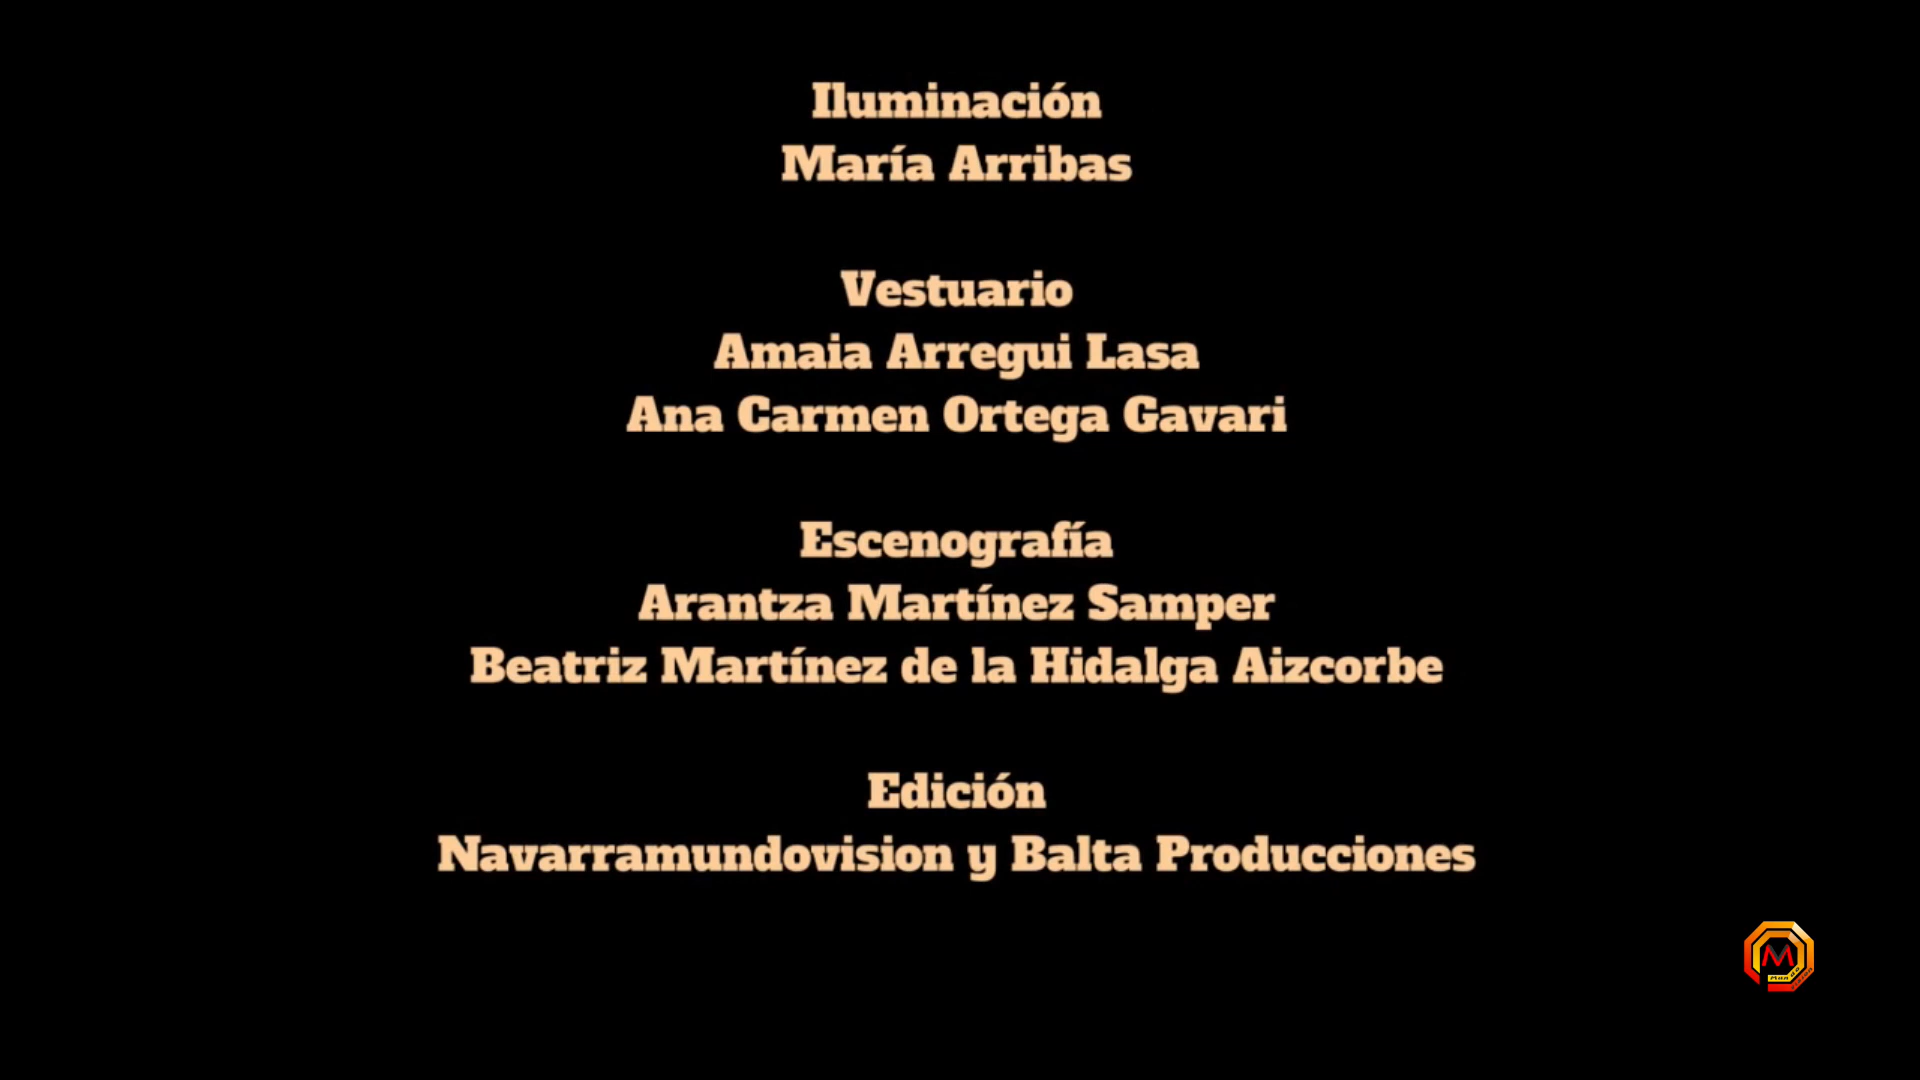 Iluminación
María Arribas
Vestuario
Amaia Arregui Lasa
Ana Carmen Ortega Gavari
Escenografía
Arantza Martínez Samper
Beatriz Martínez de la Hidalga Aizcorbe
Edición
Navarramundovision y Balta Producciones
M